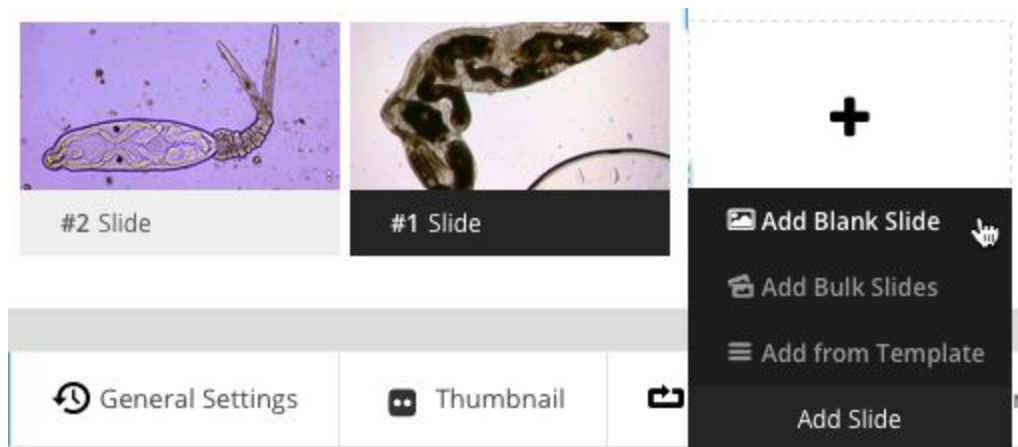 #2 Slide
#1 Slide
Add Blank Slide
Add Bulk Slides
Add from Template
Add Slide
General Settings
Thumbnail